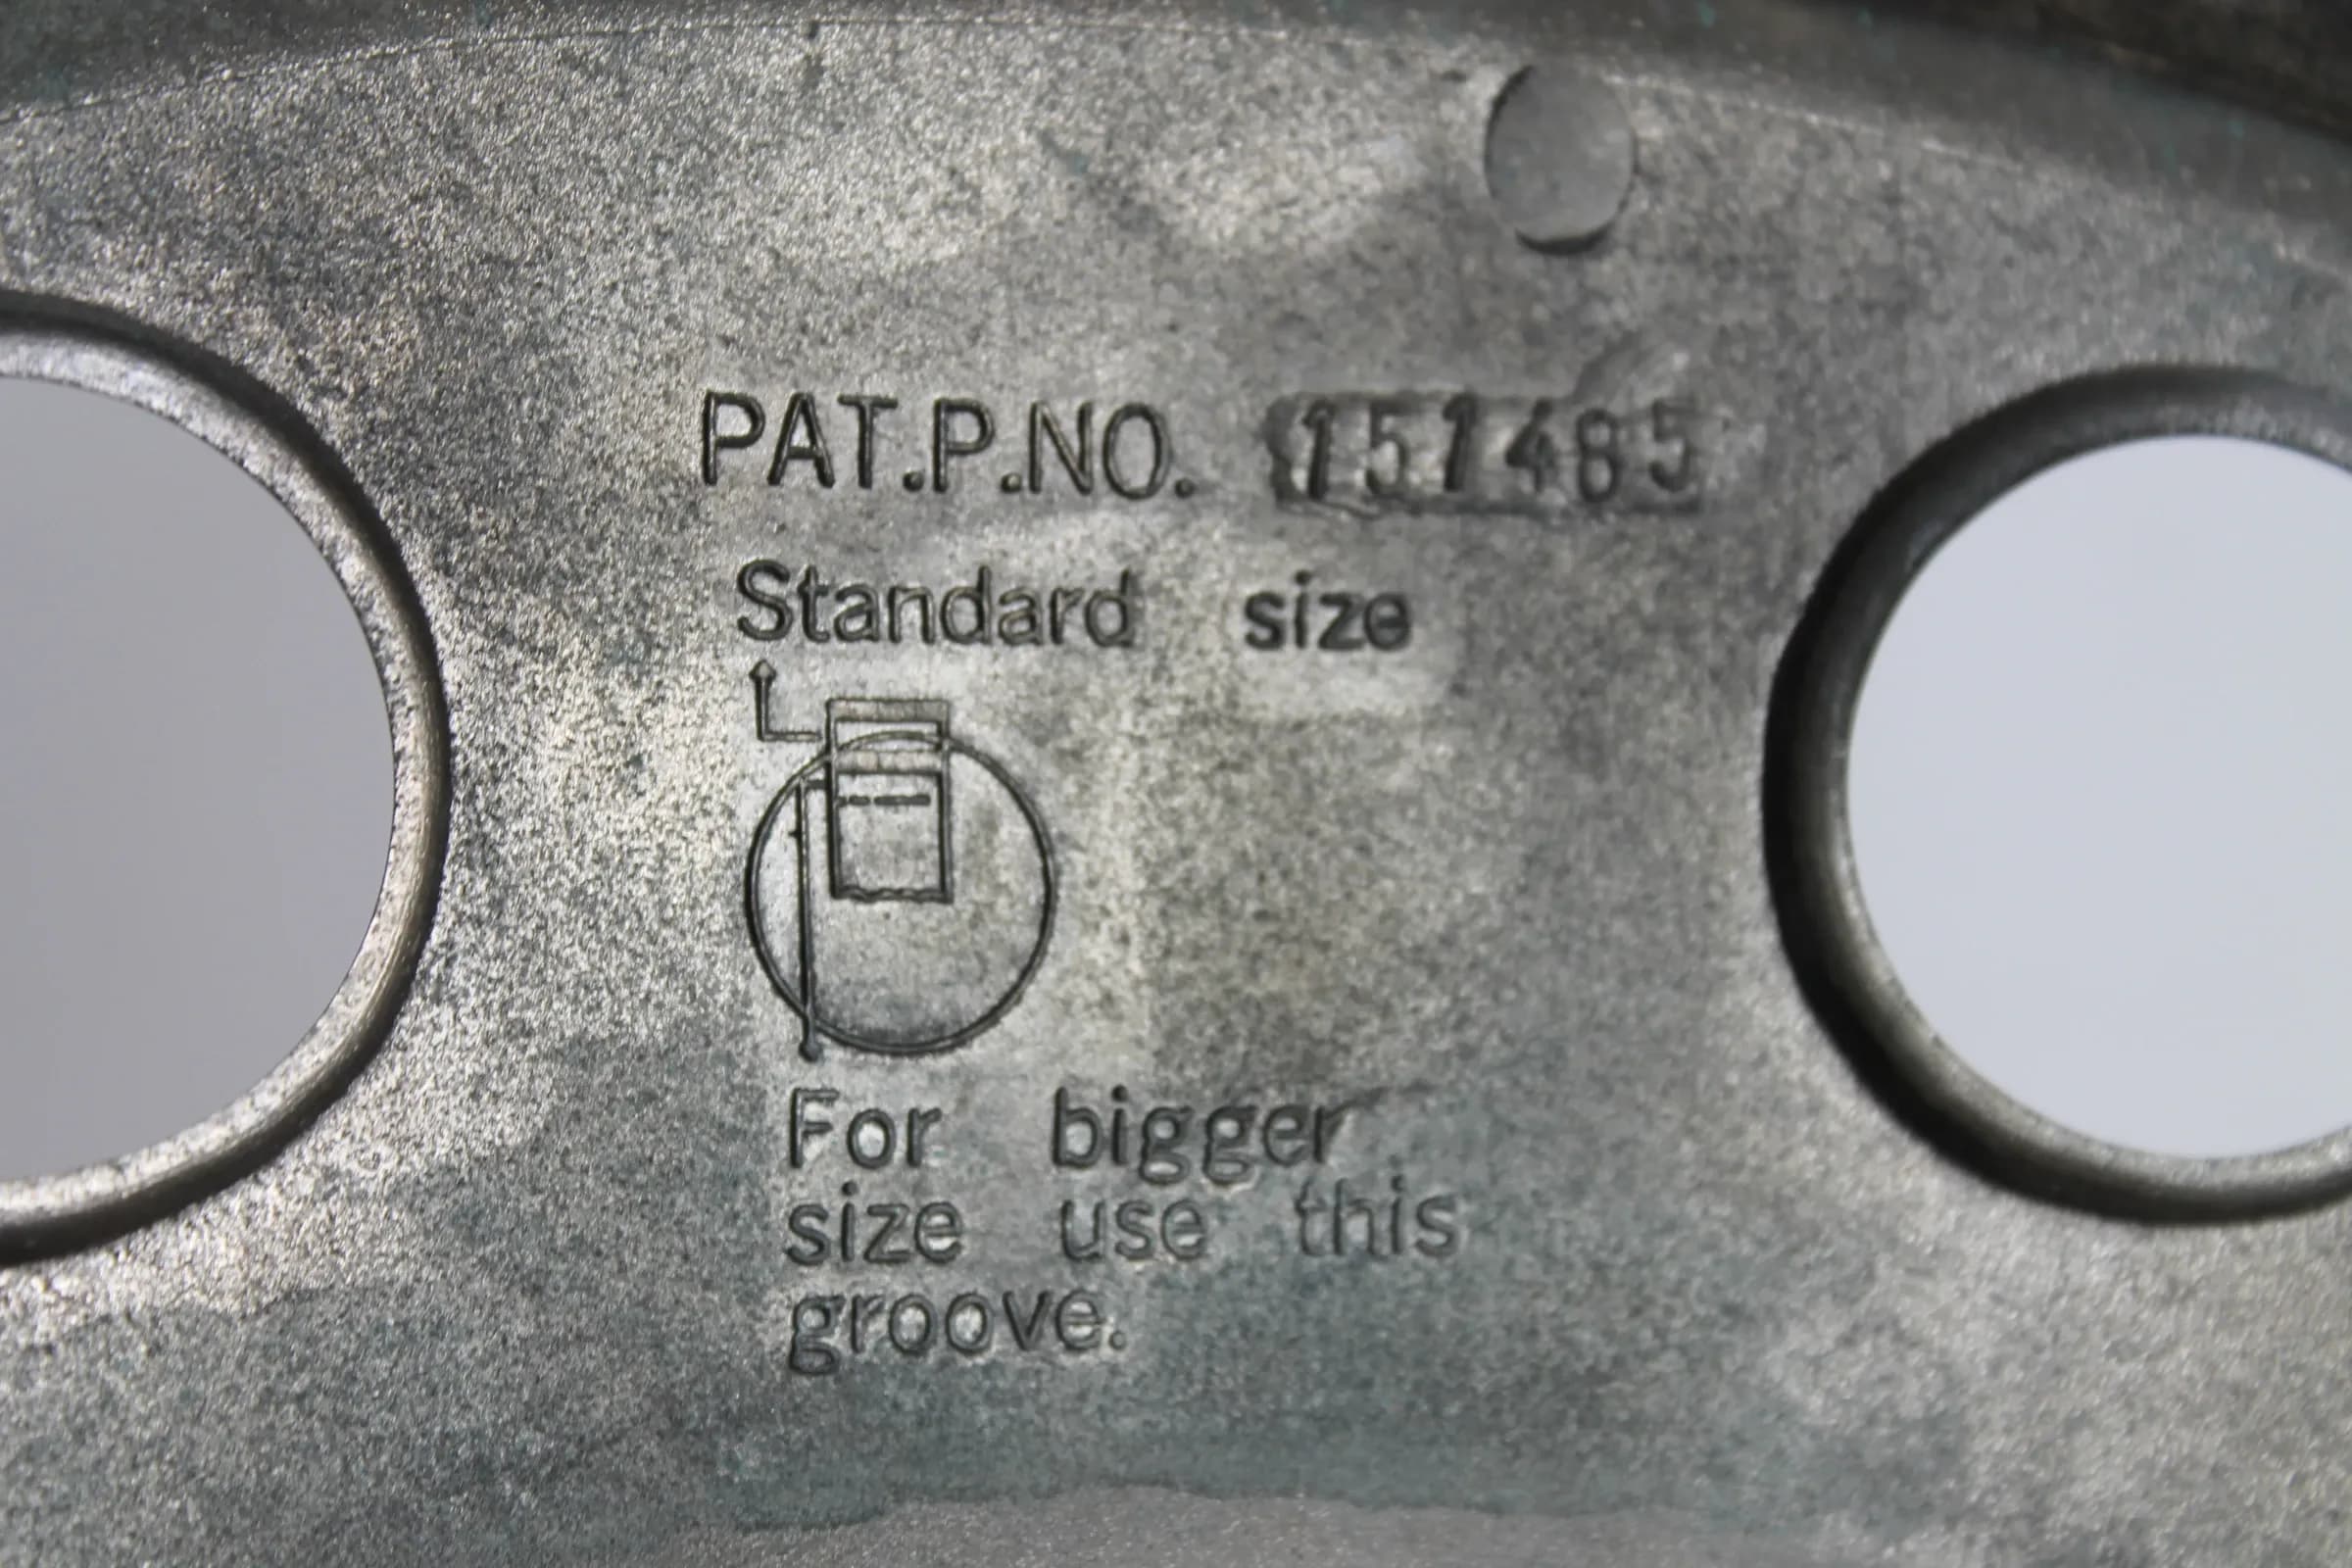 PAT.P.NO. 151485
Standard size
For bigger
size use this
groove.